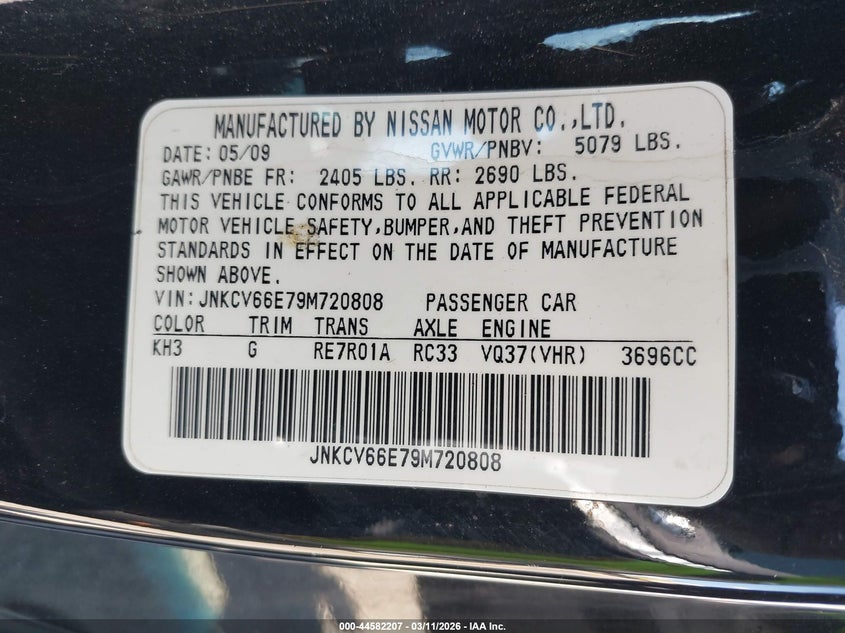 MANUFACTURED BY NISSAN MOTOR CO.,LTD.
DATE: 05/09 GVWR/PNBV: 5079 LBS.
GAWR/PNBE FR: 2405 LBS. RR: 2690 LBS.
THIS VEHICLE CONFORMS TO ALL APPLICABLE FEDERAL
MOTOR VEHICLE SAFETY,BUMPER,AND THEFT PREVENTION
STANDARDS IN EFFECT ON THE DATE OF MANUFACTURE
SHOWN ABOVE.
VIN:JNKCV66E79M720808 PASSENGER CAR
COLOR TRIM TRANS AXLE ENGINE
KH3 G RE7R01A RC33 VQ37(VHR) 3696CC
JNKCV66E79M720808
000-44582207 - 03/11/2026 - IAA Inc.